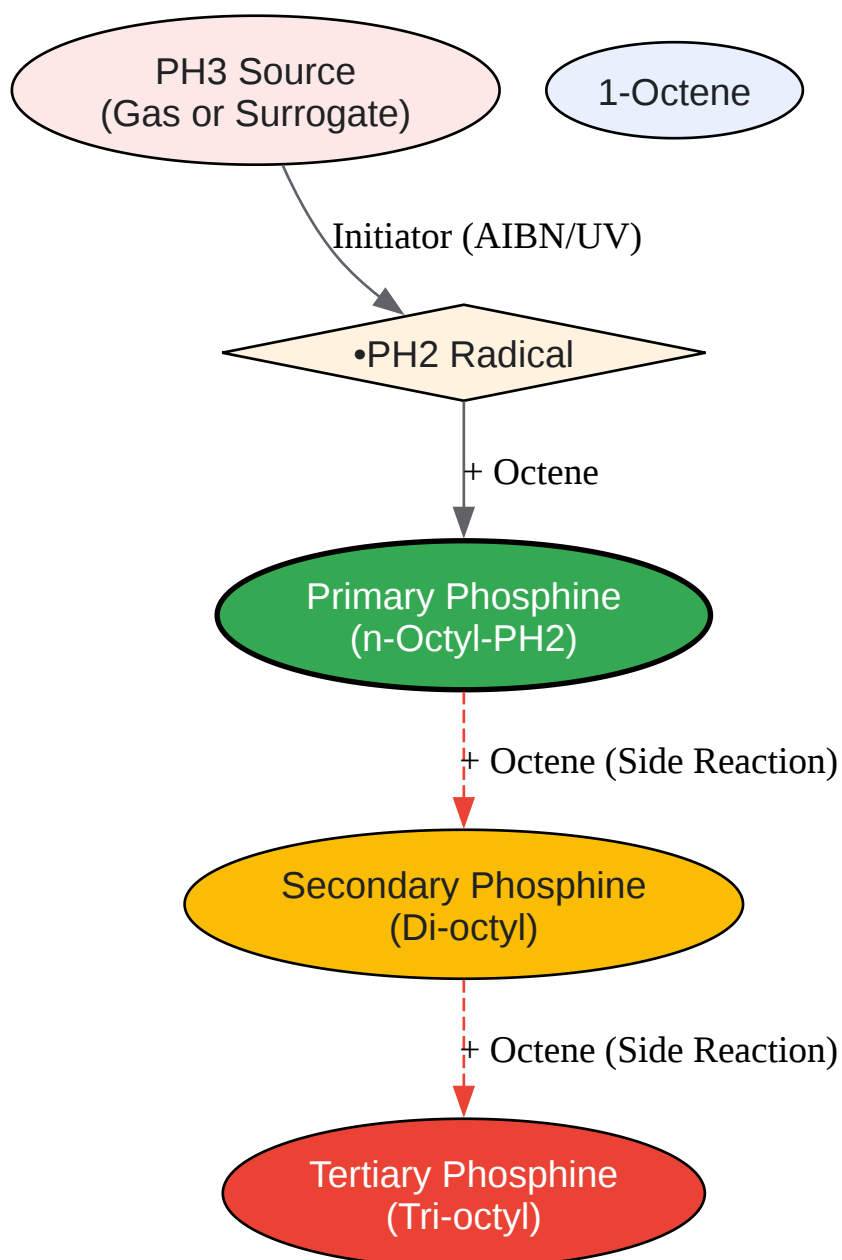 PH3 Source
(Gas or Surrogate)
1-Octene
Initiator (AIBN/UV)
•PH2 Radical
+ Octene
Primary Phosphine
(n-Octyl-PH2)
+ Octene (Side Reaction)
Secondary Phosphine
(Di-octyl)
+ Octene (Side Reaction)
Tertiary Phosphine
(Tri-octyl)